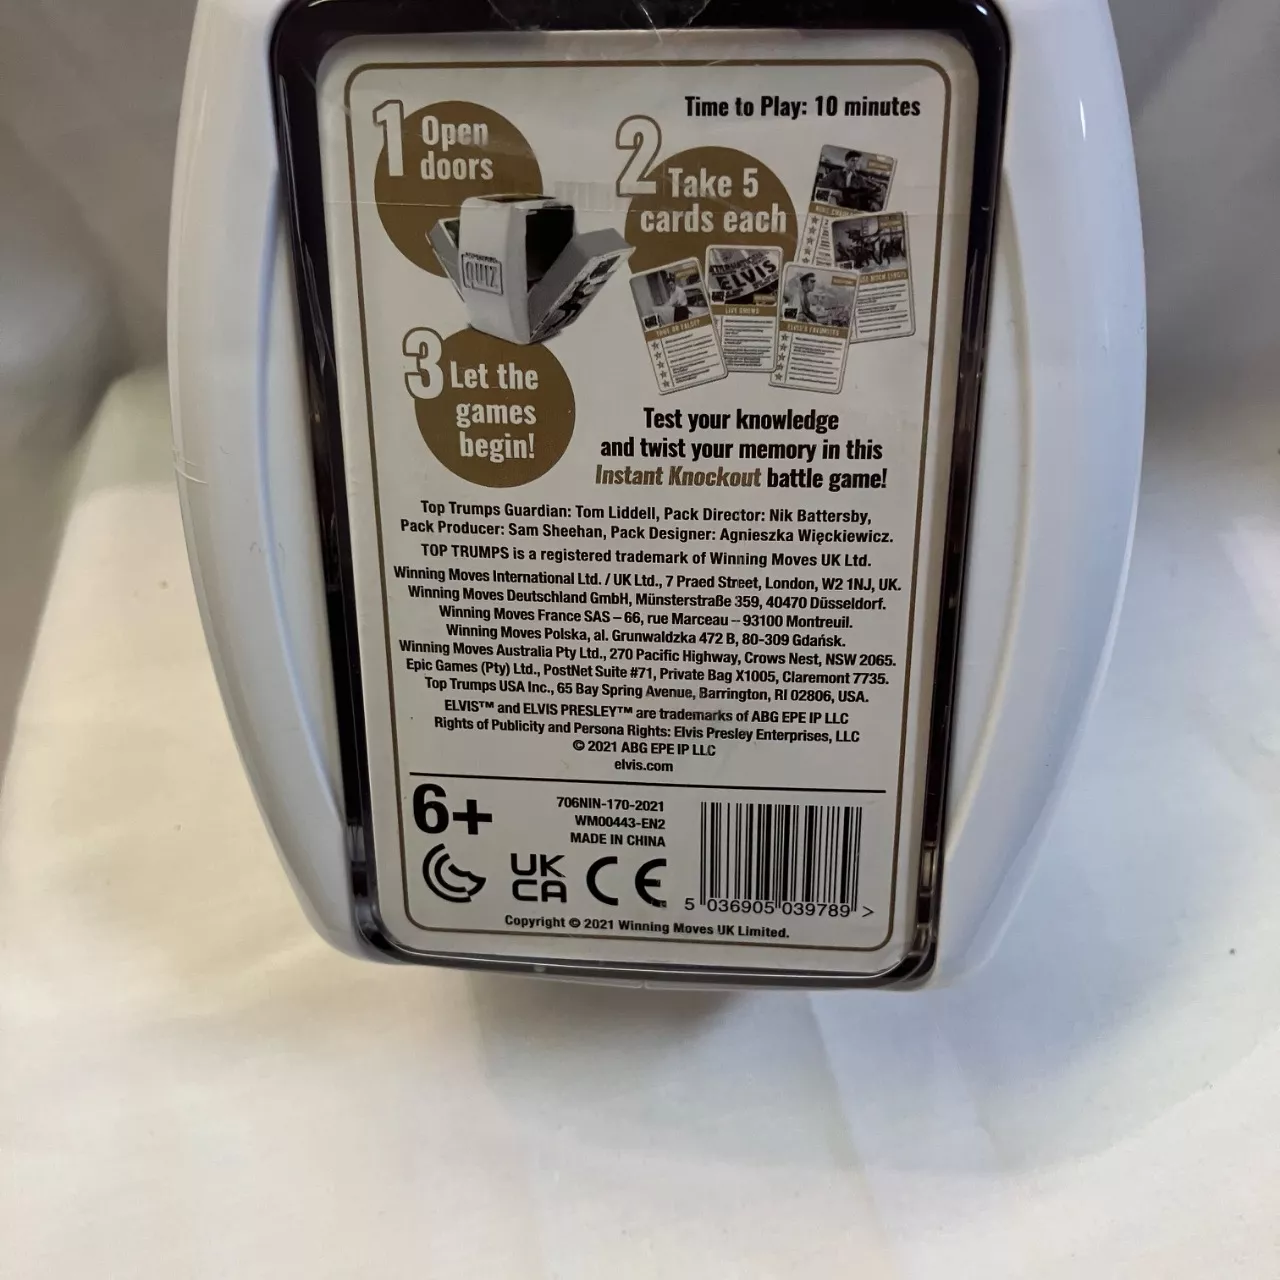 Time to Play: 10 minutes
1 Open
doors
2 Take 5
cards each
QUIZ
ELVIS
LIVE SHOWS
TRUE OR FALSE?
ELVIS'S FAVOURITES
3 Let the
games
begin!
Test your knowledge
and twist your memory in this
Instant Knockout battle game!
Top Trumps Guardian: Tom Liddell, Pack Director: Nik Battersby,
Pack Producer: Sam Sheehan, Pack Designer: Agnieszka Więckiewicz.
TOP TRUMPS is a registered trademark of Winning Moves UK Ltd.
Winning Moves International Ltd. / UK Ltd., 7 Praed Street, London, W2 1NJ, UK.
Winning Moves Deutschland GmbH, Münsterstraße 359, 40470 Düsseldorf.
Winning Moves France SAS – 66, rue Marceau – 93100 Montreuil.
Winning Moves Polska, al. Grunwaldzka 472 B, 80-309 Gdańsk.
Winning Moves Australia Pty Ltd., 270 Pacific Highway, Crows Nest, NSW 2065.
Epic Games (Pty) Ltd., PostNet Suite #71, Private Bag X1005, Claremont 7735.
Top Trumps USA Inc., 65 Bay Spring Avenue, Barrington, RI 02806, USA.
ELVIS™ and ELVIS PRESLEY™ are trademarks of ABG EPE IP LLC
Rights of Publicity and Persona Rights: Elvis Presley Enterprises, LLC
© 2021 ABG EPE IP LLC
elvis.com
6+
706NIN-170-2021
WM00443-EN2
MADE IN CHINA
UK
CA
CE
5 036905 039789 >
Copyright © 2021 Winning Moves UK Limited.